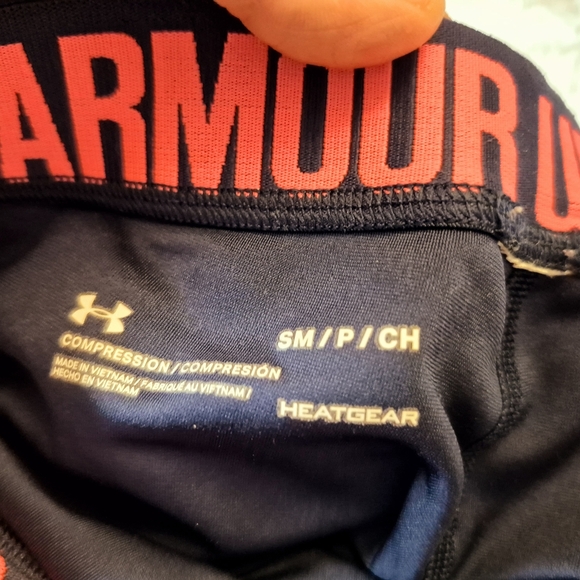 ARMOUR U
COMPRESSION / COMPRESIÓN
MADE IN VIETNAM / FABRIQUÉ AU VIETNAM /
HECHO EN VIETNAM
SM / P / CH
HEATGEAR